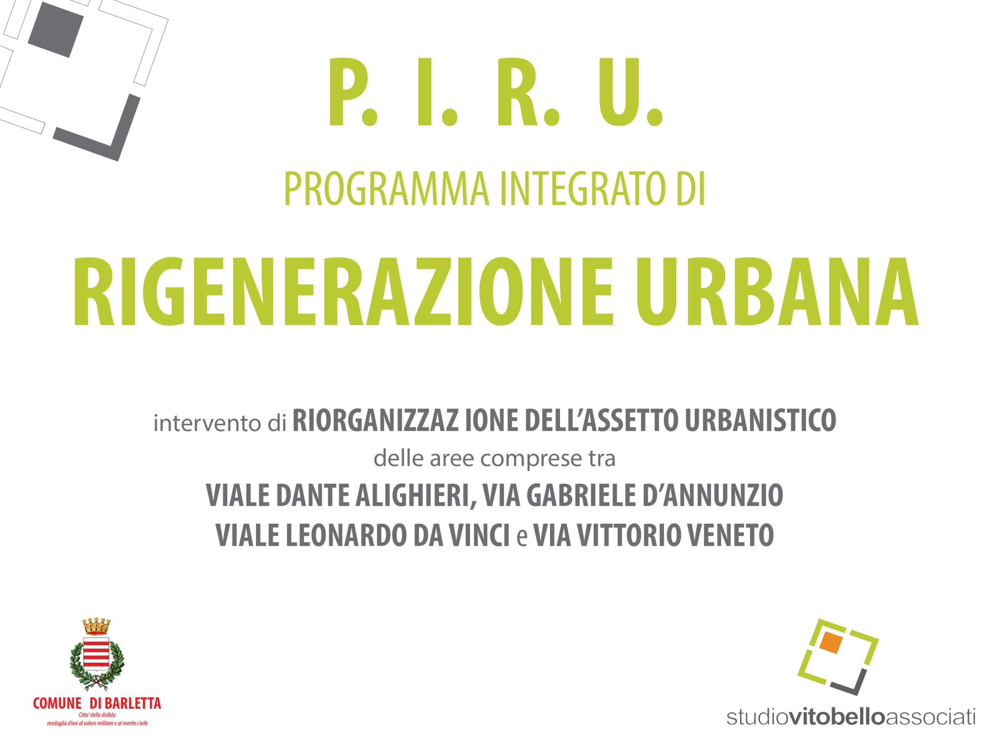 P. I. R. U.
PROGRAMMA INTEGRATO DI
RIGENERAZIONE URBANA
intervento di RIORGANIZZAZ IONE DELL'ASSETTO URBANISTICO
delle aree comprese tra
VIALE DANTE ALIGHIERI, VIA GABRIELE D'ANNUNZIO
VIALE LEONARDO DA VINCI e VIA VITTORIO VENETO
COMUNE DI BARLETTA
Citta' della disfida
medaglia d'oro al valore militare e al merito civile
studiovitobelloassociati